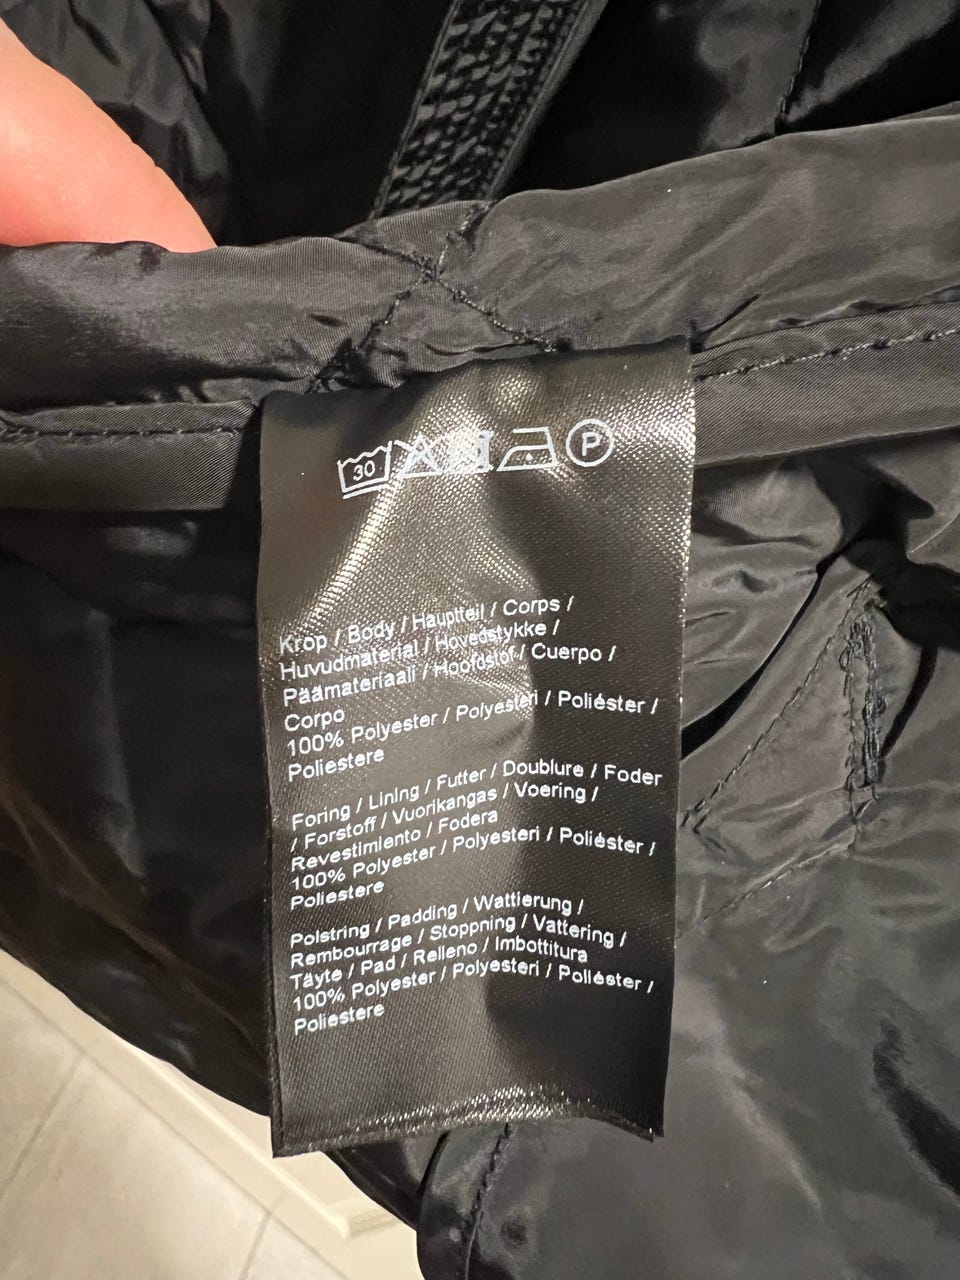 30 P
Krop / Body / Hauptteil / Corps /
Huvudmaterial / Hovedstykke /
Päämateriaali / Hoofdstof / Cuerpo /
Corpo
100% Polyester / Polyesteri / Poliéster /
Poliestere
Foring / Lining / Futter / Doublure / Foder
/ Forstoff / Vuorikangas / Voering /
Revestimiento / Fodera
100% Polyester / Polyesteri / Poliéster /
Poliestere
Polstring / Padding / Wattierung /
Rembourrage / Stoppning / Vattering /
Täyte / Pad / Relleno / Imbottitura
100% Polyester / Polyesteri / Poliéster /
Poliestere